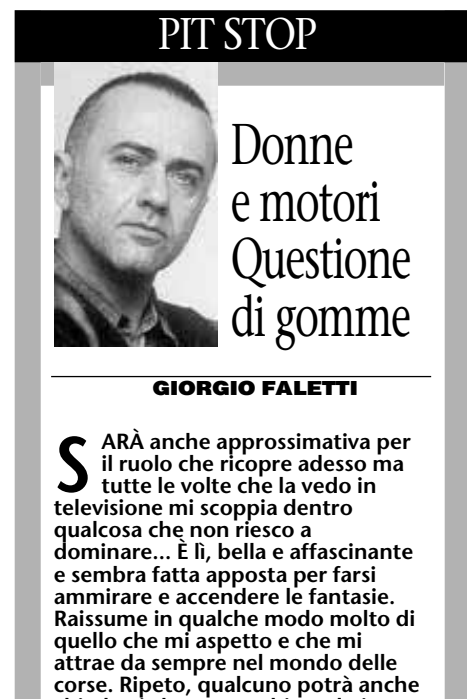 PIT STOP
Donne
e motori
Questione
di gomme
GIORGIO FALETTI
SARÀ anche approssimativa per
il ruolo che ricopre adesso ma
tutte le volte che la vedo in
televisione mi scoppia dentro
qualcosa che non riesco a
dominare... È lì, bella e affascinante
e sembra fatta apposta per farsi
ammirare e accendere le fantasie.
Raissume in qualche modo molto di
quello che mi aspetto e che mi
attrae da sempre nel mondo delle
corse. Ripeto, qualcuno potrà anche